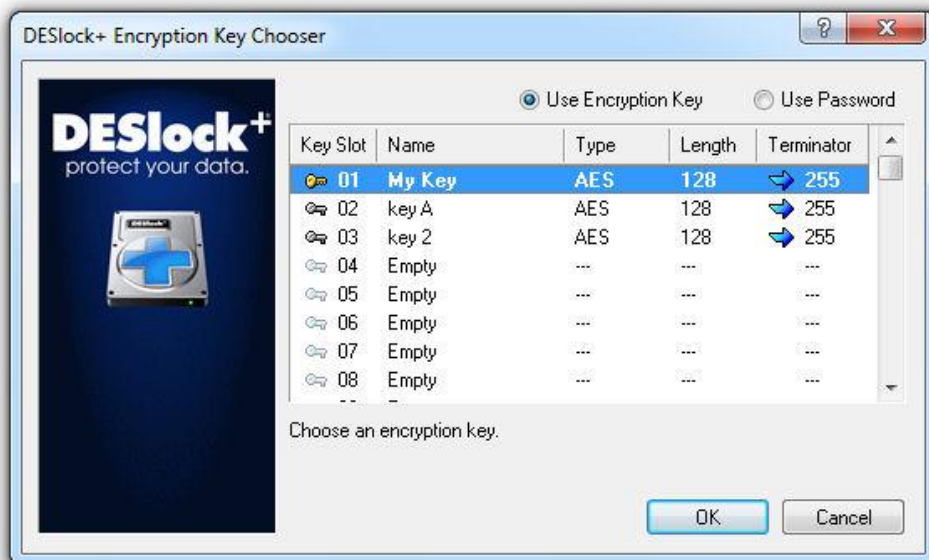 DESlock+ Encryption Key Chooser
DESlock+
protect your data.
Use Encryption Key Use Password
Key Slot Name Type Length Terminator
01 My Key AES 128 255
02 key A AES 128 255
03 key 2 AES 128 255
04 Empty --- --- ---
05 Empty --- --- ---
06 Empty --- --- ---
07 Empty --- --- ---
08 Empty --- --- ---
Choose an encryption key.
OK Cancel